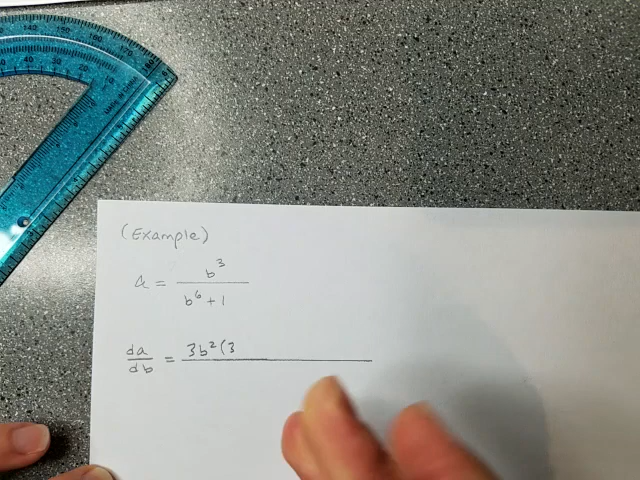 (Example)
a = b³ / b⁶ + 1
da / db = 3b²(3